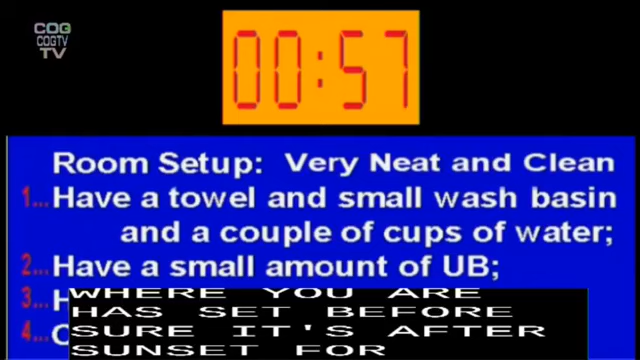 COG
COGTV
TV
00:57
Room Setup: Very Neat and Clean
1... Have a towel and small wash basin
and a couple of cups of water;
2... Have a small amount of UB;
3... H
4...
WHERE YOU ARE
HAS SET BEFORE
SURE IT'S AFTER
SUNSET FOR